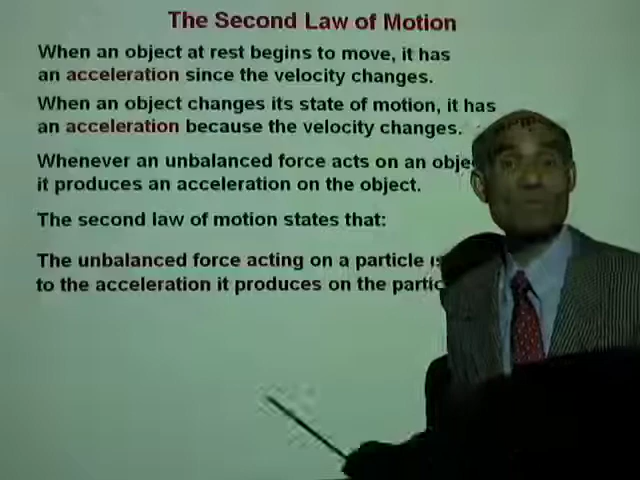 The Second Law of Motion
When an object at rest begins to move, it has
an acceleration since the velocity changes.
When an object changes its state of motion, it has
an acceleration because the velocity changes.
Whenever an unbalanced force acts on an obje
it produces an acceleration on the object.
The second law of motion states that:
The unbalanced force acting on a particle
to the acceleration it produces on the partic